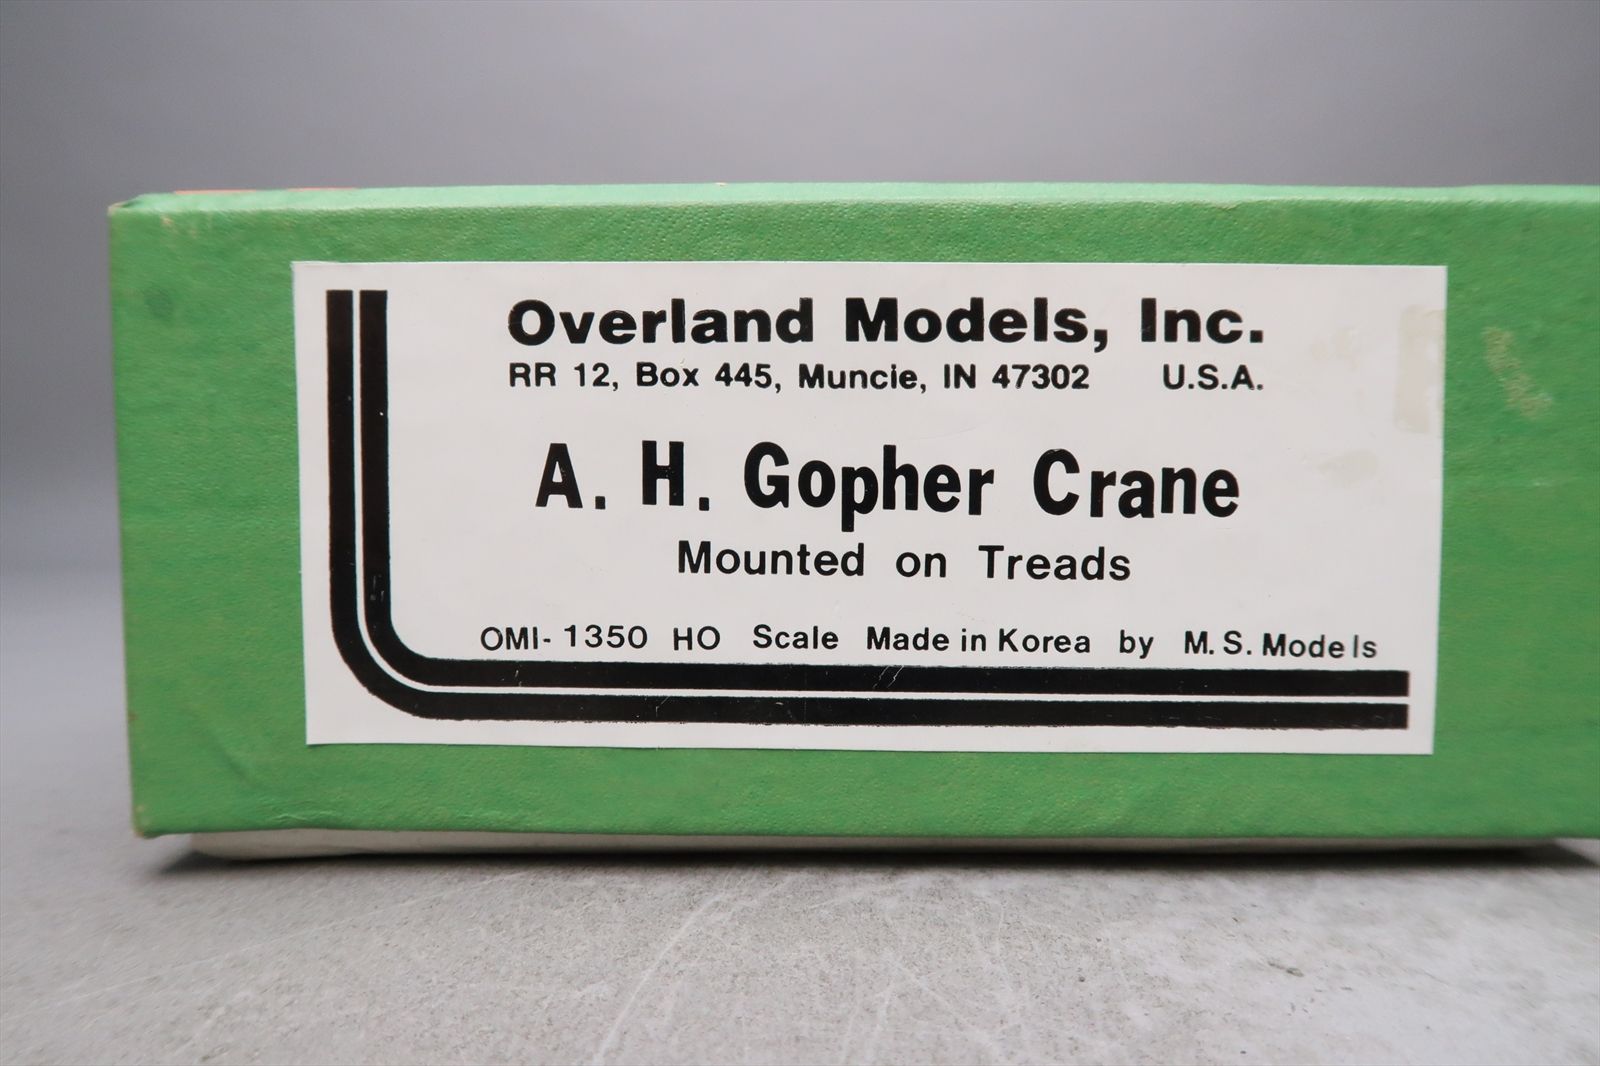 Overland Models, Inc.
RR 12, Box 445, Muncie, IN 47302 U.S.A.
A. H. Gopher Crane
Mounted on Treads
OMI- 1350 HO Scale Made in Korea by M. S. Models